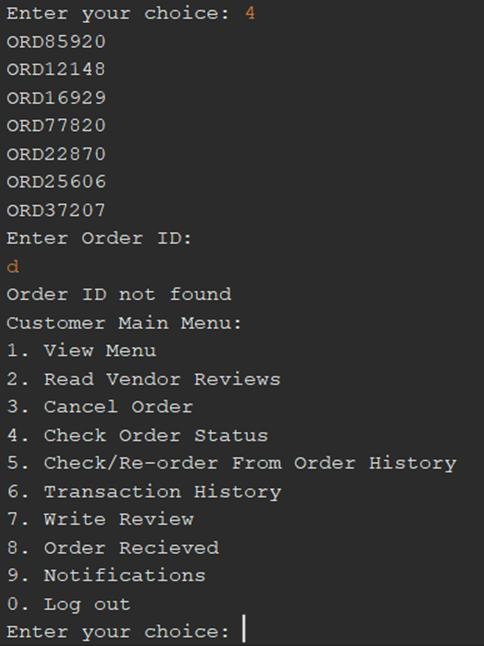 Enter your choice: 4
ORD85920
ORD12148
ORD16929
ORD77820
ORD22870
ORD25606
ORD37207
Enter Order ID:
d
Order ID not found
Customer Main Menu:
1. View Menu
2. Read Vendor Reviews
3. Cancel Order
4. Check Order Status
5. Check/Re-order From Order History
6. Transaction History
7. Write Review
8. Order Recieved
9. Notifications
0. Log out
Enter your choice: